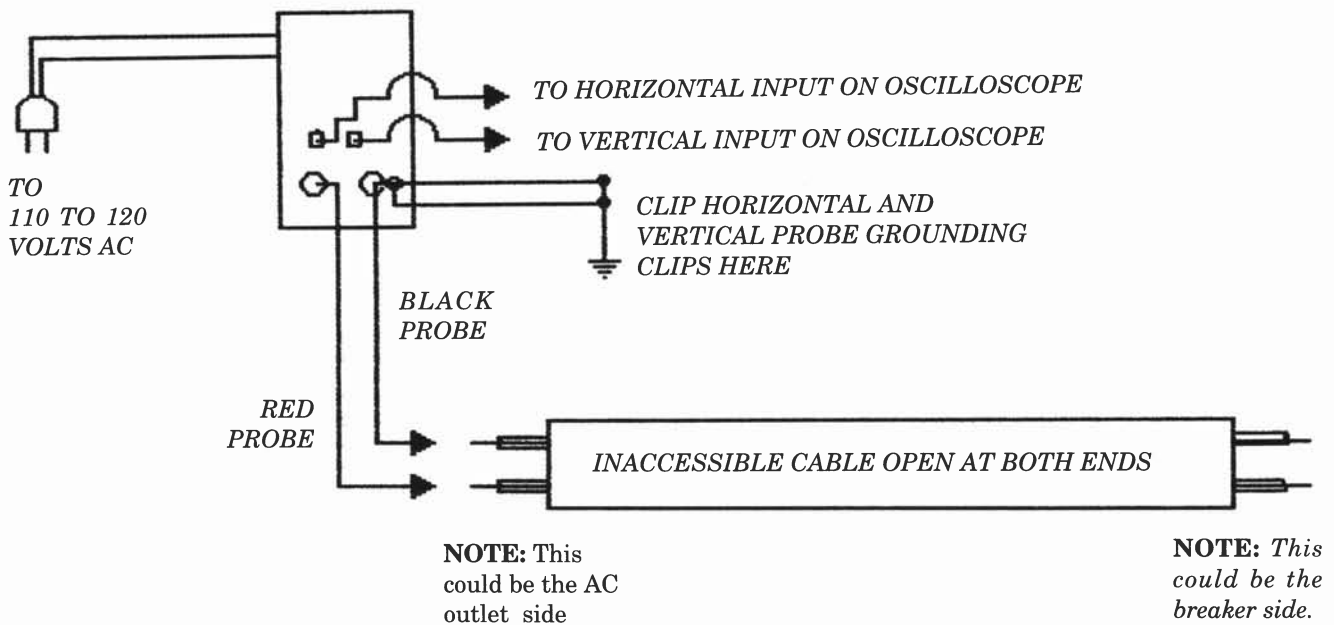 TO HORIZONTAL INPUT ON OSCILLOSCOPE
TO VERTICAL INPUT ON OSCILLOSCOPE
TO
110 TO 120
VOLTS AC
CLIP HORIZONTAL AND
VERTICAL PROBE GROUNDING
CLIPS HERE
BLACK
PROBE
RED
PROBE
INACCESSIBLE CABLE OPEN AT BOTH ENDS
NOTE: This
could be the AC
outlet side
NOTE: This
could be the
breaker side.